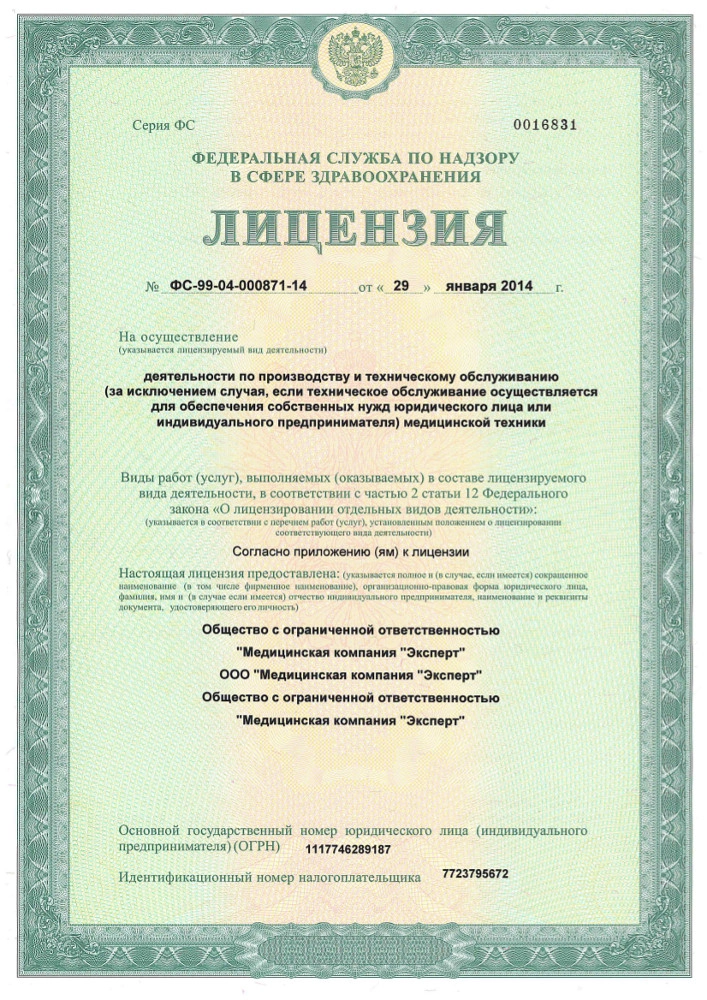 Серия ФС 0016831
ФЕДЕРАЛЬНАЯ СЛУЖБА ПО НАДЗОРУ
В СФЕРЕ ЗДРАВООХРАНЕНИЯ
ЛИЦЕНЗИЯ
№ ФС-99-04-000871-14 от « 29 » января 2014 г.
На осуществление
(указывается лицензируемый вид деятельности)
деятельности по производству и техническому обслуживанию
(за исключением случая, если техническое обслуживание осуществляется
для обеспечения собственных нужд юридического лица или
индивидуального предпринимателя) медицинской техники
Виды работ (услуг), выполняемых (оказываемых) в составе лицензируемого
вида деятельности, в соответствии с частью 2 статьи 12 Федерального
закона «О лицензировании отдельных видов деятельности»:
(указывается в соответствии с перечнем работ (услуг), установленным положением о лицензировании
соответствующего вида деятельности)
Согласно приложению (ям) к лицензии
Настоящая лицензия предоставлена: (указывается полное и (в случае, если имеется) сокращенное
наименование (в том числе фирменное наименование), организационно-правовая форма юридического лица,
фамилия, имя и (в случае если имеется) отчество индивидуального предпринимателя, наименование и реквизиты
документа, удостоверяющего его личность)
Общество с ограниченной ответственностью
"Медицинская компания "Эксперт"
ООО "Медицинская компания "Эксперт"
Общество с ограниченной ответственностью
"Медицинская компания "Эксперт"
Основной государственный номер юридического лица (индивидуального
предпринимателя) (ОГРН) 1117746289187
Идентификационный номер налогоплательщика 7723795672